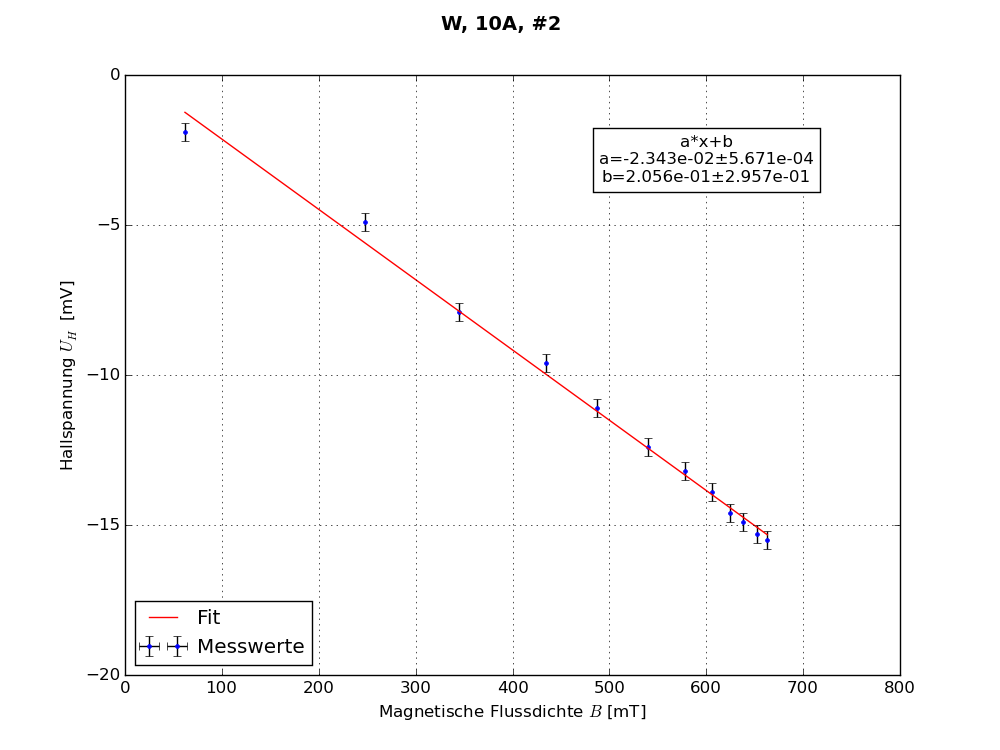 W, 10A, #2
0
−5
−10
−15
−20
Hallspannung U_H [mV]
a*x+b
a=-2.343e-02±5.671e-04
b=2.056e-01±2.957e-01
Fit
Messwerte
0 100 200 300 400 500 600 700 800
Magnetische Flussdichte B [mT]